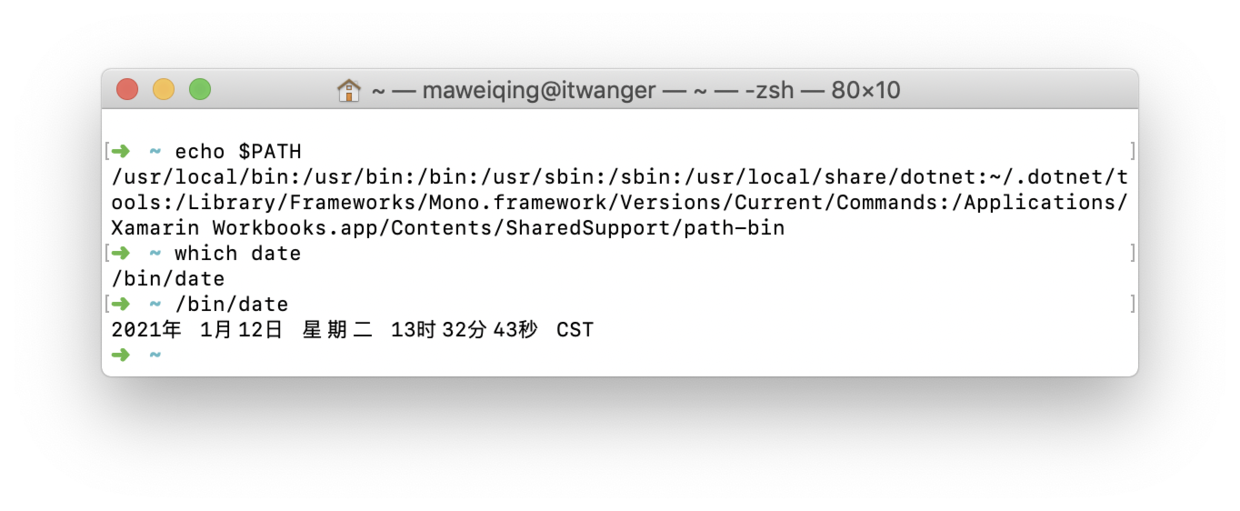 ~ — maweiqing@itwanger — ~ — -zsh — 80×10
[➜ ~ echo $PATH ]
/usr/local/bin:/usr/bin:/bin:/usr/sbin:/sbin:/usr/local/share/dotnet:~/.dotnet/t
ools:/Library/Frameworks/Mono.framework/Versions/Current/Commands:/Applications/
Xamarin Workbooks.app/Contents/SharedSupport/path-bin
[➜ ~ which date ]
/bin/date
[➜ ~ /bin/date ]
2021年 1月12日 星期二 13时32分43秒 CST
➜ ~